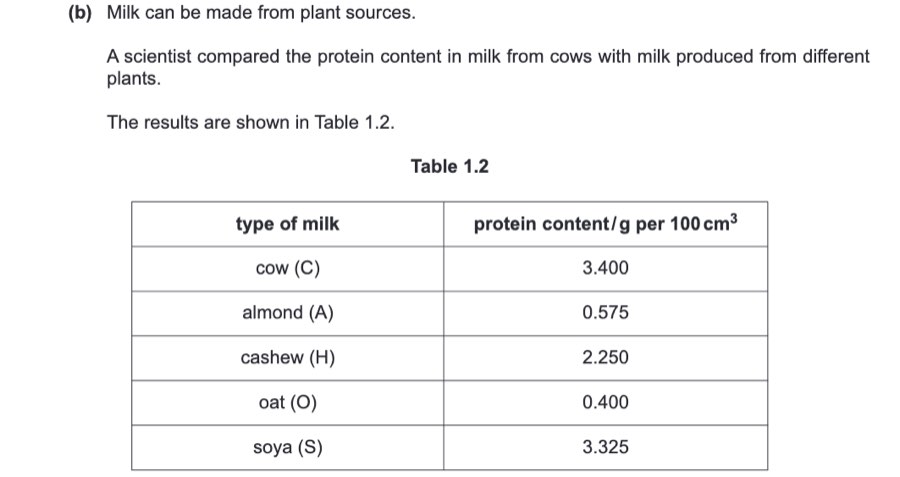 (b) Milk can be made from plant sources.
A scientist compared the protein content in milk from cows with milk produced from different
plants.
The results are shown in Table 1.2.
Table 1.2
type of milk protein content/g per 100 cm³
cow (C) 3.400
almond (A) 0.575
cashew (H) 2.250
oat (O) 0.400
soya (S) 3.325